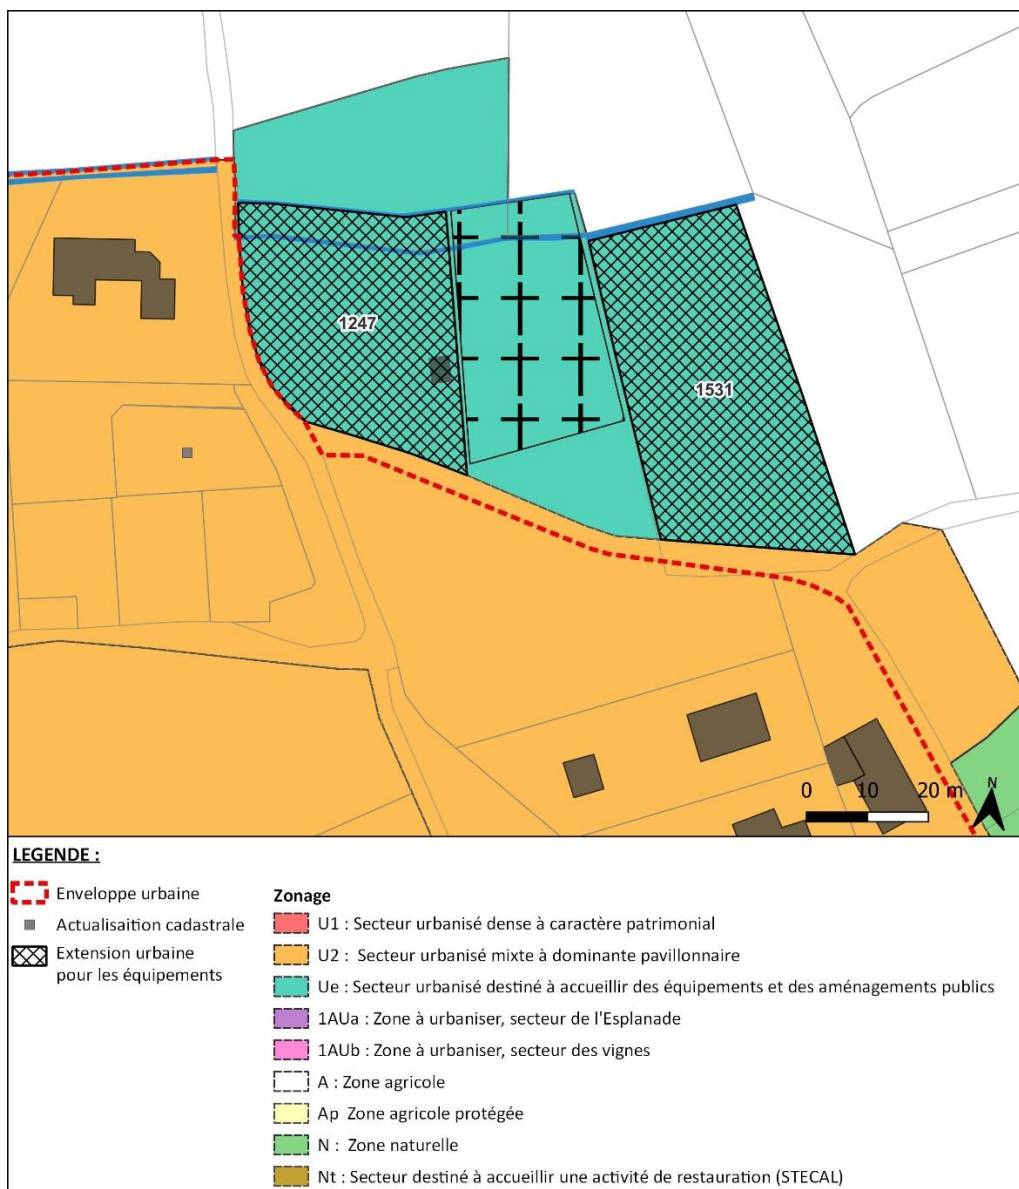 1247
1531
N
0 10 20 m
LEGENDE :
Enveloppe urbaine
Actualisaition cadastrale
Extension urbaine
pour les équipements
Zonage
U1 : Secteur urbanisé dense à caractère patrimonial
U2 : Secteur urbanisé mixte à dominante pavillonnaire
Ue : Secteur urbanisé destiné à accueillir des équipements et des aménagements publics
1AUa : Zone à urbaniser, secteur de l'Esplanade
1AUb : Zone à urbaniser, secteur des vignes
A : Zone agricole
Ap Zone agricole protégée
N : Zone naturelle
Nt : Secteur destiné à accueillir une activité de restauration (STECAL)